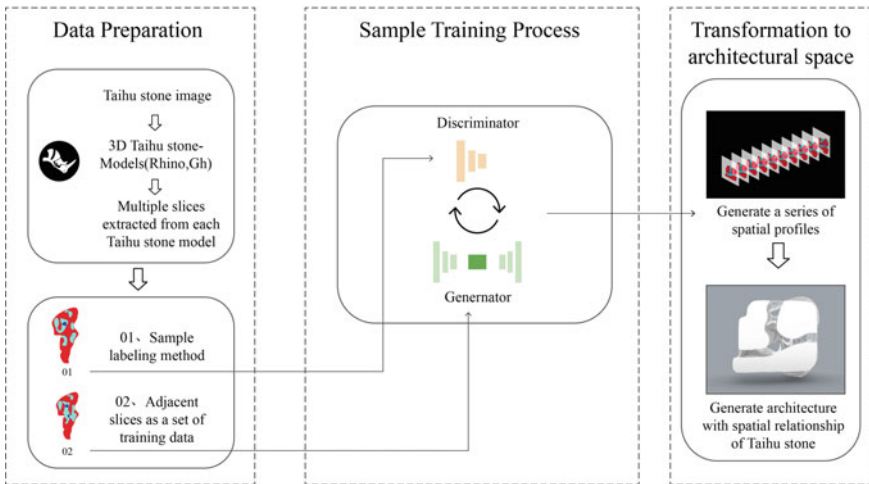 Data Preparation
Taihu stone image
3D Taihu stone-
Models(Rhino,Gh)
Multiple slices
extracted from each
Taihu stone model
01、Sample
labeling method
01
02、Adjacent
slices as a set of
training data
02
Sample Training Process
Discriminator
Genernator
Transformation to
architectural space
Generate a series of
spatial profiles
Generate architecture
with spatial relationship
of Taihu stone